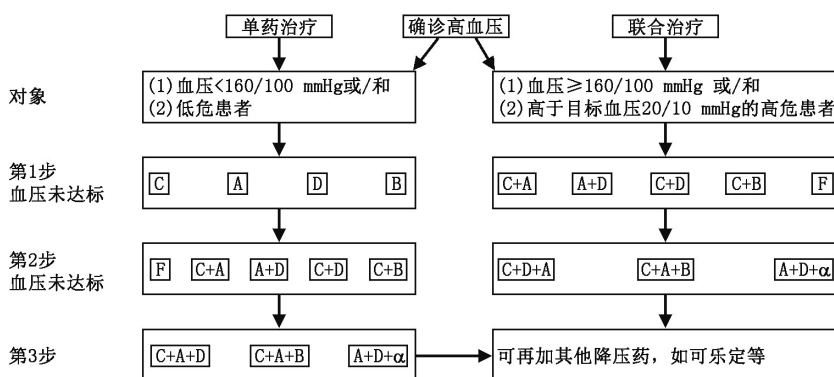 单药治疗 确诊高血压 联合治疗
对象
(1)血压<160/100 mmHg或/和
(2)低危患者
(1)血压≥160/100 mmHg 或/和
(2)高于目标血压20/10 mmHg的高危患者
第1步
血压未达标
C A D B
C+A A+D C+D C+B F
第2步
血压未达标
F C+A A+D C+D C+B
C+D+A C+A+B A+D+α
第3步
C+A+D C+A+B A+D+α
可再加其他降压药，如可乐定等